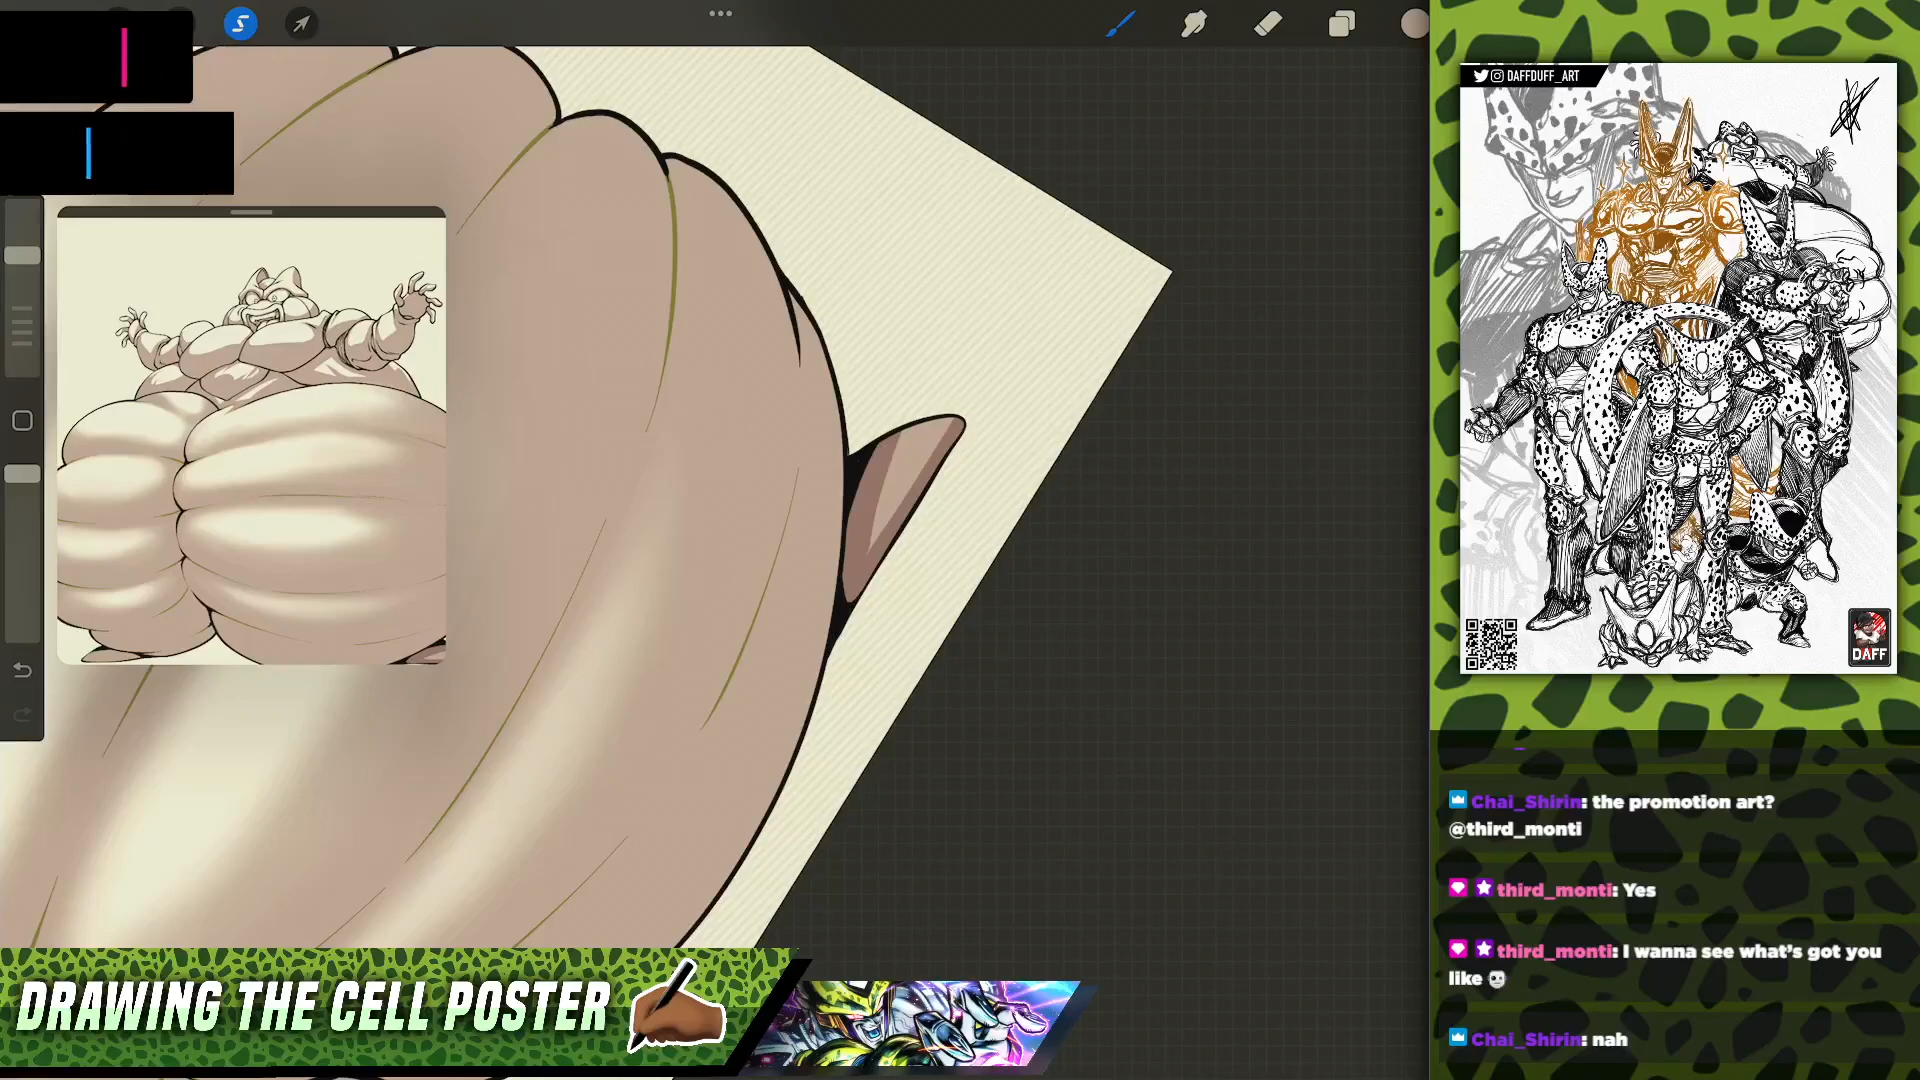 DAFFDUFF_ART
DAFF
Chai_Shirin: the promotion art?
@third_monti
third_monti: Yes
third_monti: I wanna see what's got you
like
Chai_Shirin: nah
DRAWING THE CELL POSTER